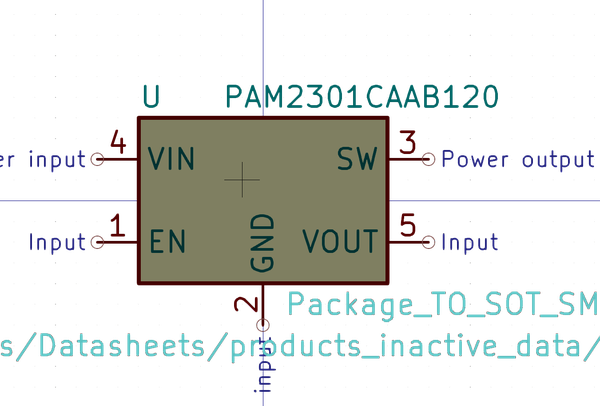 U PAM2301CAAB120
4 3
er input VIN SW Power output
1 5
Input EN GND VOUT Input
2
Package_TO_SOT_SM
s/Datasheets/products_inactive_data/
input